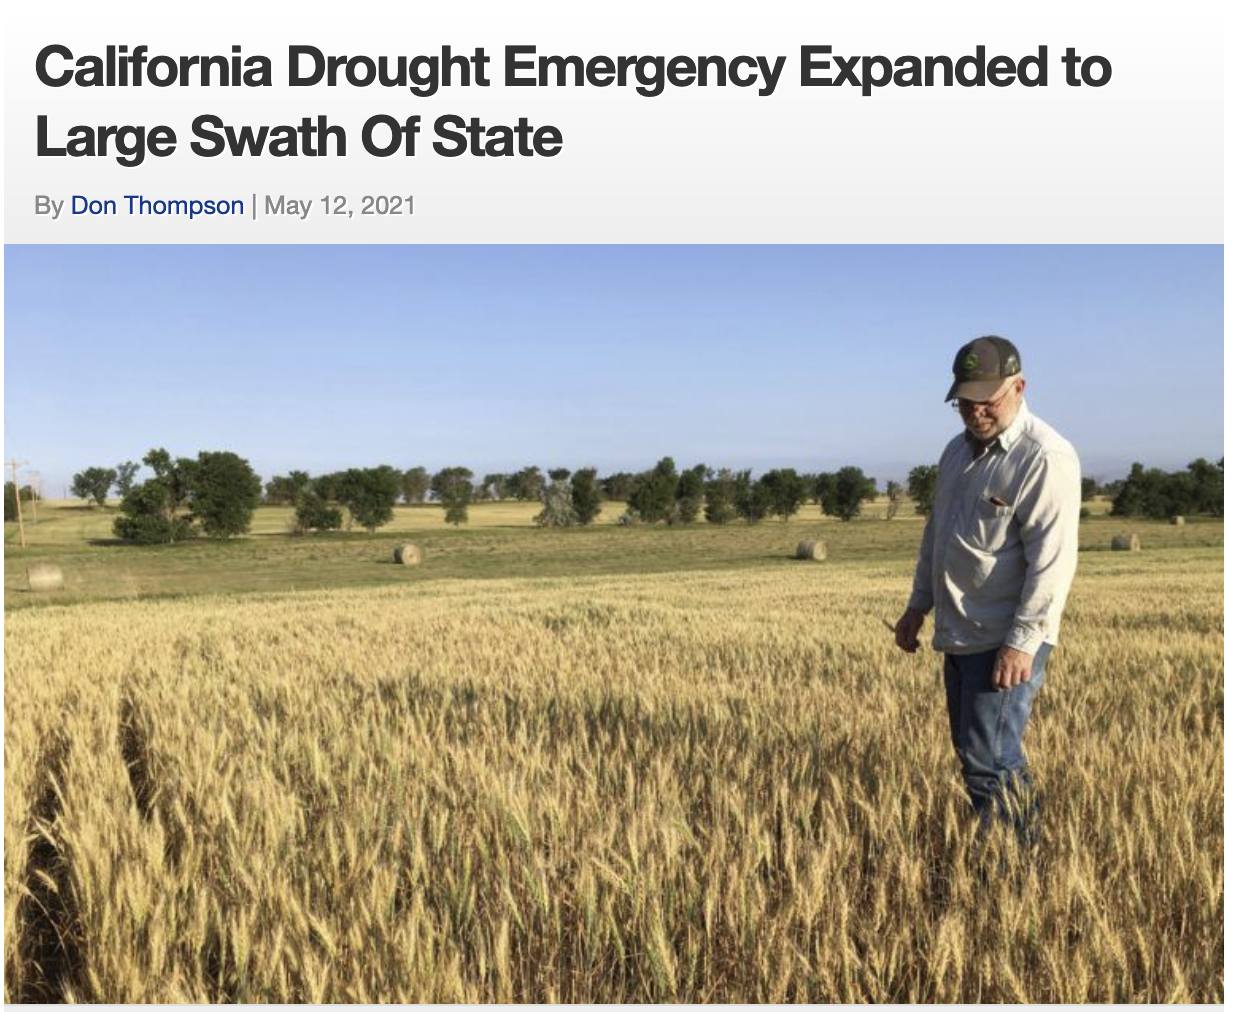 California Drought Emergency Expanded to
Large Swath Of State
By Don Thompson | May 12, 2021